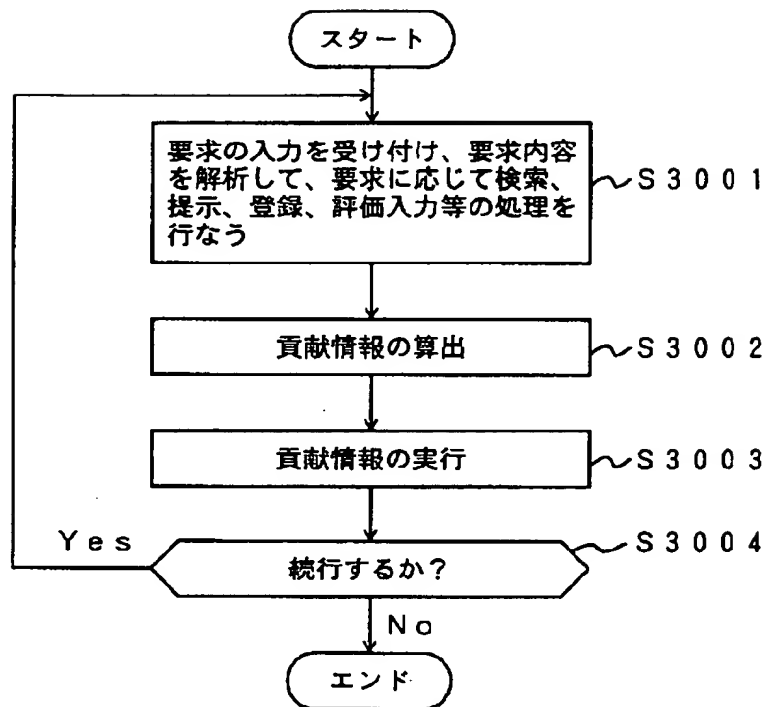 スタート
要求の入力を受け付け、要求内容
を解析して、要求に応じて検索、
提示、登録、評価入力等の処理を
行なう
S3001
貢献情報の算出
S3002
貢献情報の実行
S3003
Yes
続行するか?
S3004
No
エンド